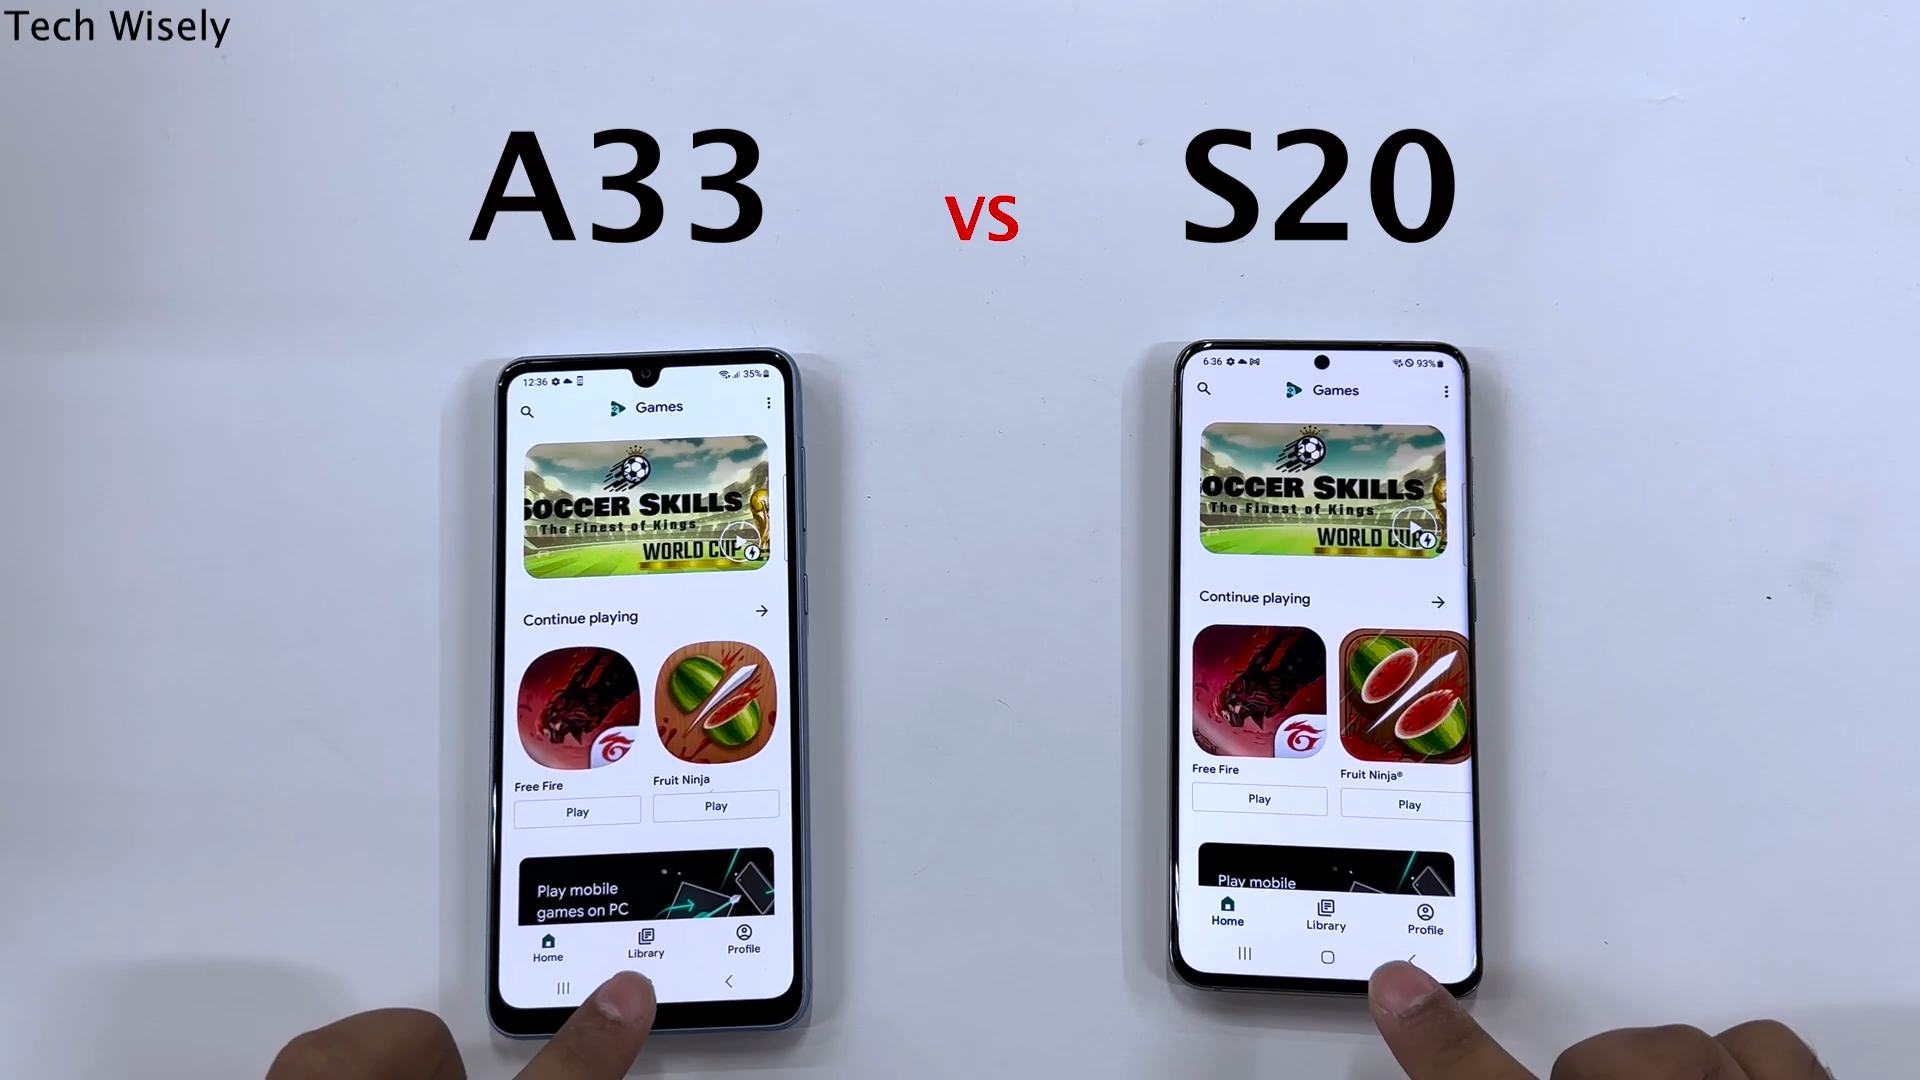 Tech Wisely
A33 VS S20
12:36
35%
Games
SOCCER SKILLS
The Finest of Kings
WORLD CUP
Continue playing
Free Fire
Fruit Ninja
Play
Play
Play mobile
games on PC
Home
Library
Profile
6:36
93%
Games
SOCCER SKILLS
The Finest of Kings
WORLD CUP
Continue playing
Free Fire
Fruit Ninja®
Play
Play
Play mobile
Home
Library
Profile